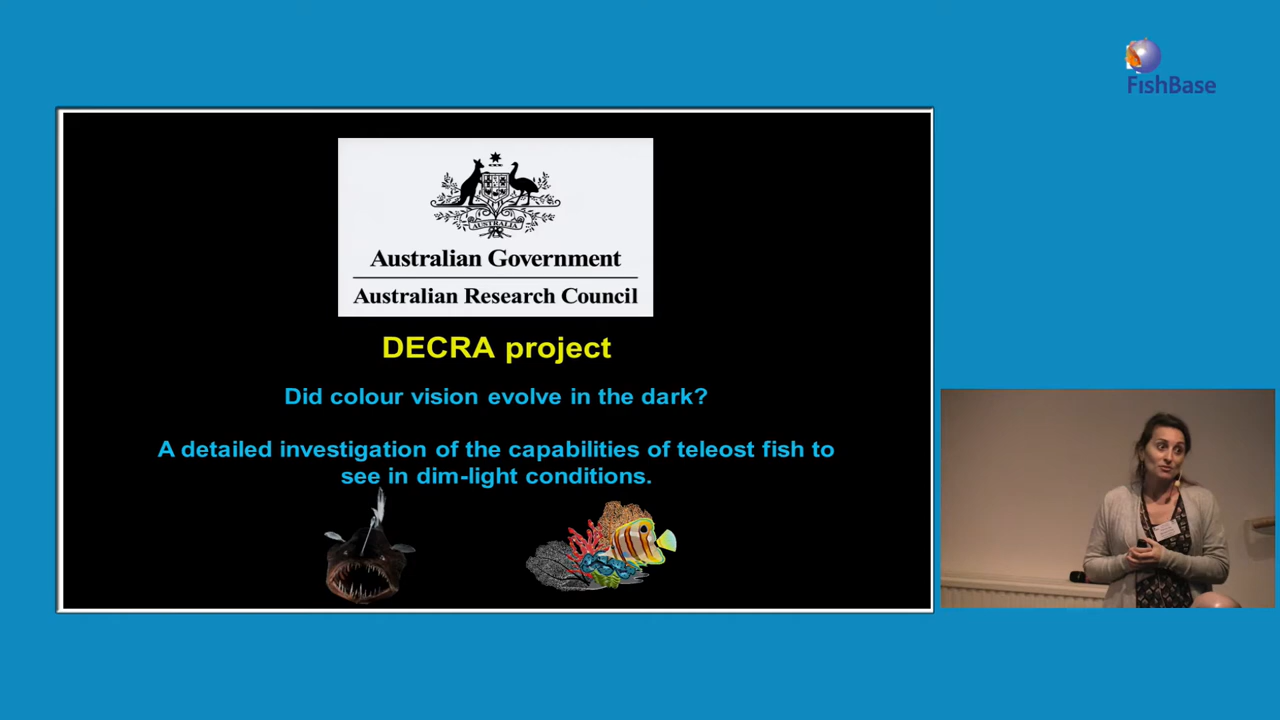 FishBase
AUSTRALIA
Australian Government
Australian Research Council
DECRA project
Did colour vision evolve in the dark?
A detailed investigation of the capabilities of teleost fish to
see in dim-light conditions.